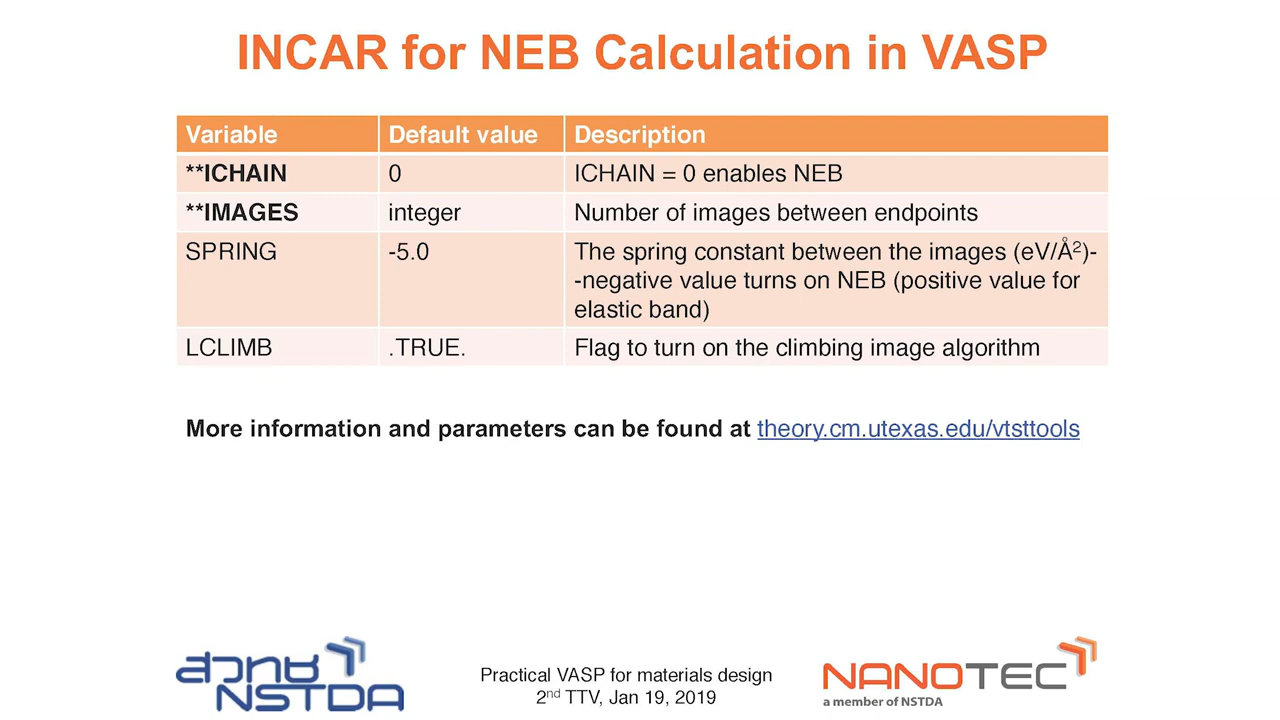 INCAR for NEB Calculation in VASP
Variable Default value Description
**ICHAIN 0 ICHAIN = 0 enables NEB
**IMAGES integer Number of images between endpoints
SPRING -5.0 The spring constant between the images (eV/Å²)-
-negative value turns on NEB (positive value for
elastic band)
LCLIMB .TRUE. Flag to turn on the climbing image algorithm
More information and parameters can be found at theory.cm.utexas.edu/vtsttools
สวทช
NSTDA
Practical VASP for materials design
2nd TTV, Jan 19, 2019
NANOTEC
a member of NSTDA